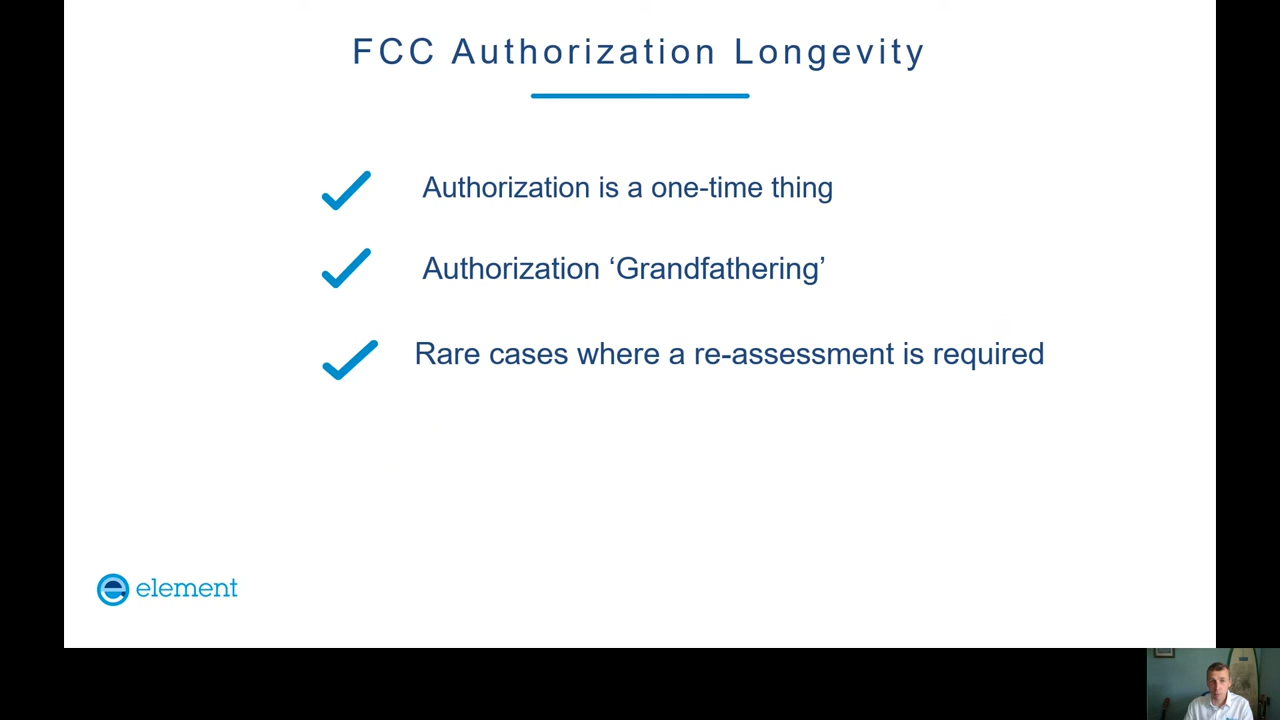 FCC Authorization Longevity
Authorization is a one-time thing
Authorization ‘Grandfathering’
Rare cases where a re-assessment is required
element